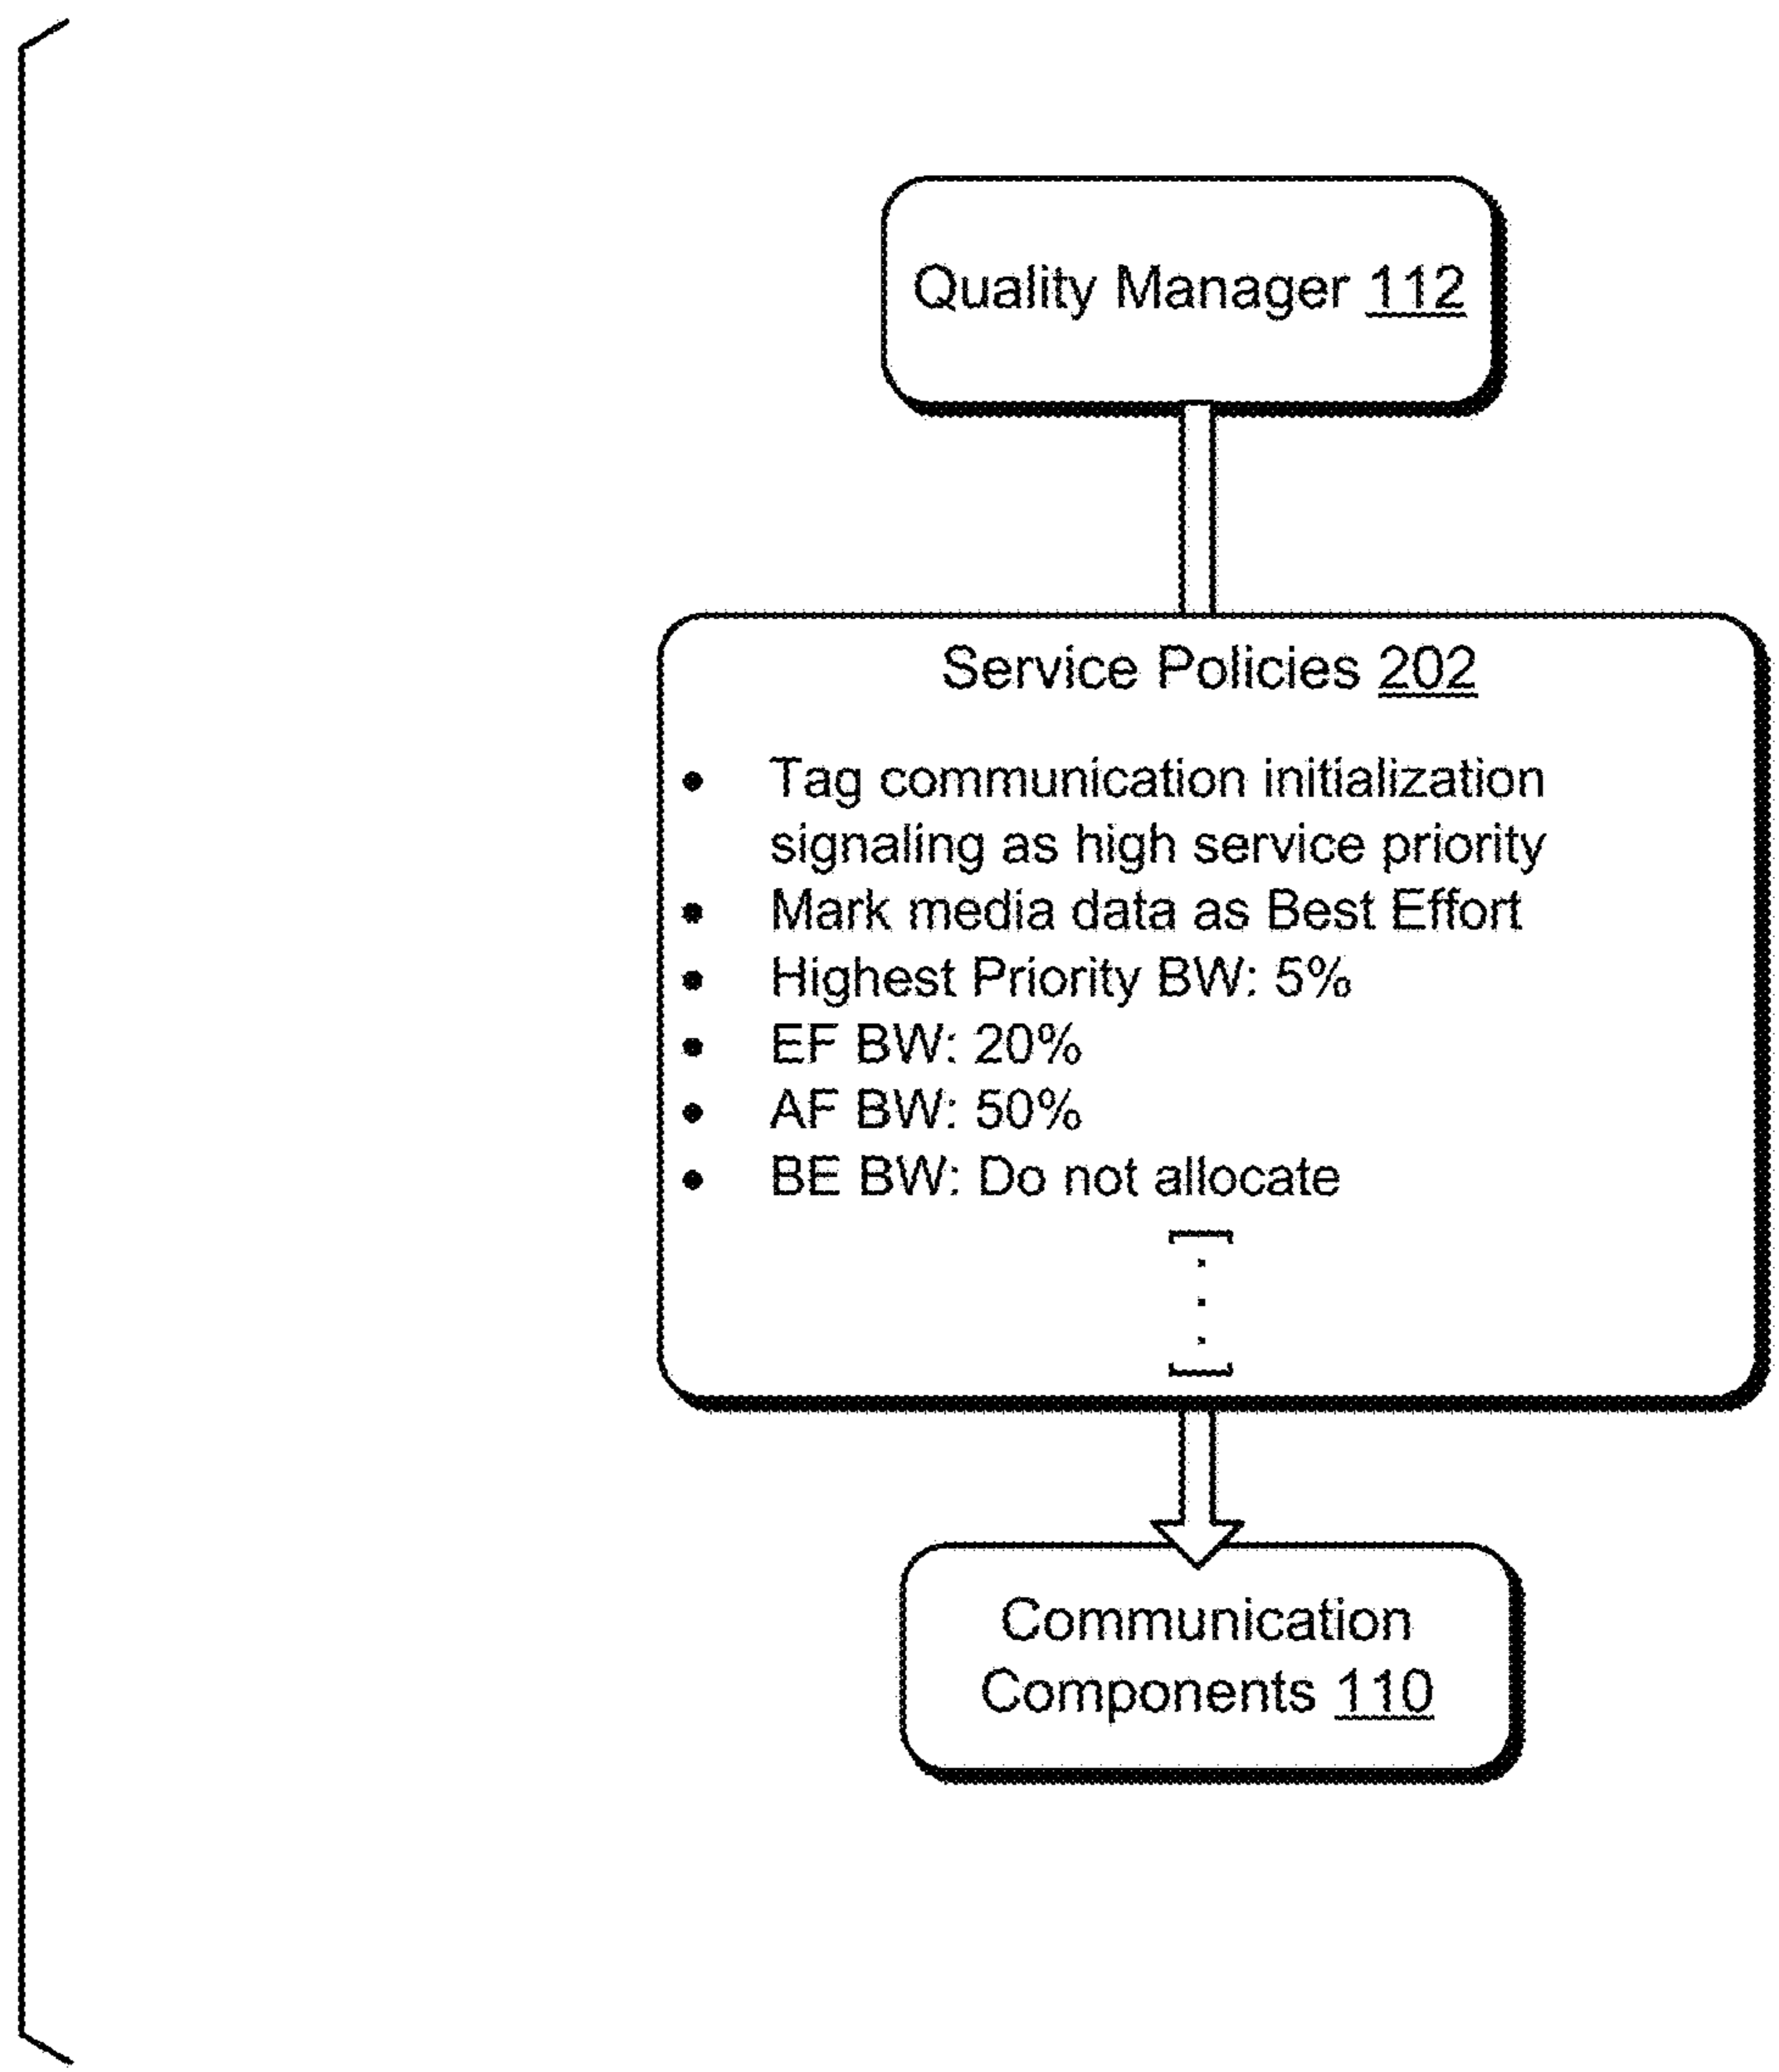 Quality Manager 112
Service Policies 202
• Tag communication initialization
signaling as high service priority
• Mark media data as Best Effort
• Highest Priority BW: 5%
• EF BW: 20%
• AF BW: 50%
• BE BW: Do not allocate
Communication
Components 110